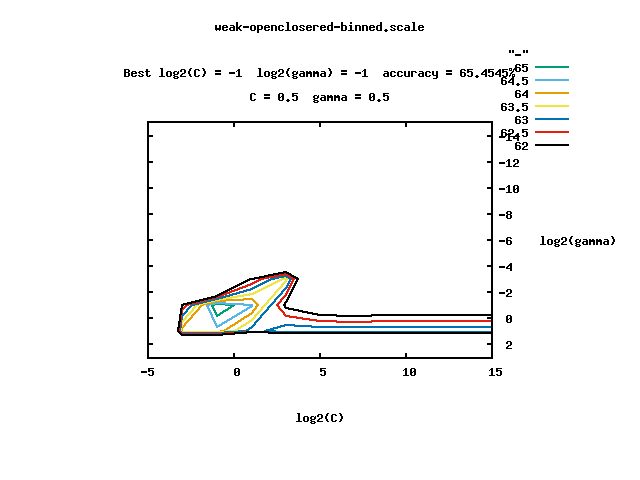 weak-openclosered-binned.scale
"_"
Best log2(C) = -1  log2(gamma) = -1  accuracy = 65.4545%
C = 0.5  gamma = 0.5
65
64.5
64
63.5
63
62.5
62
-14
-12
-10
-8
-6
log2(gamma)
-4
-2
0
2
-5 0 5 10 15
log2(C)